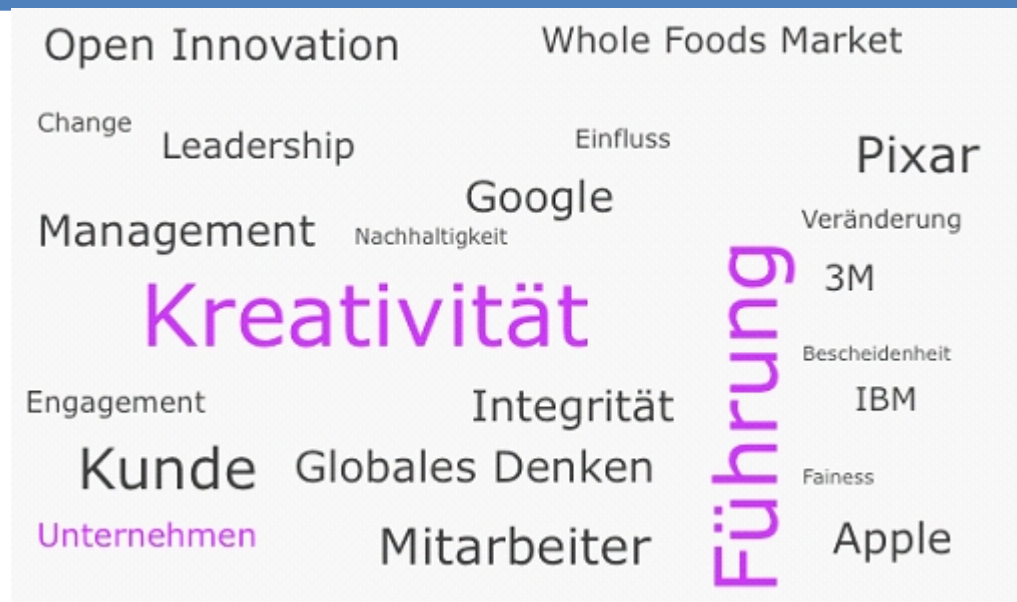 Open Innovation
Whole Foods Market
Change
Leadership
Einfluss
Pixar
Google
Management
Nachhaltigkeit
Veränderung
3M
Kreativität
Führung
Bescheidenheit
Engagement
Integrität
IBM
Kunde
Globales Denken
Fainess
Unternehmen
Mitarbeiter
Apple